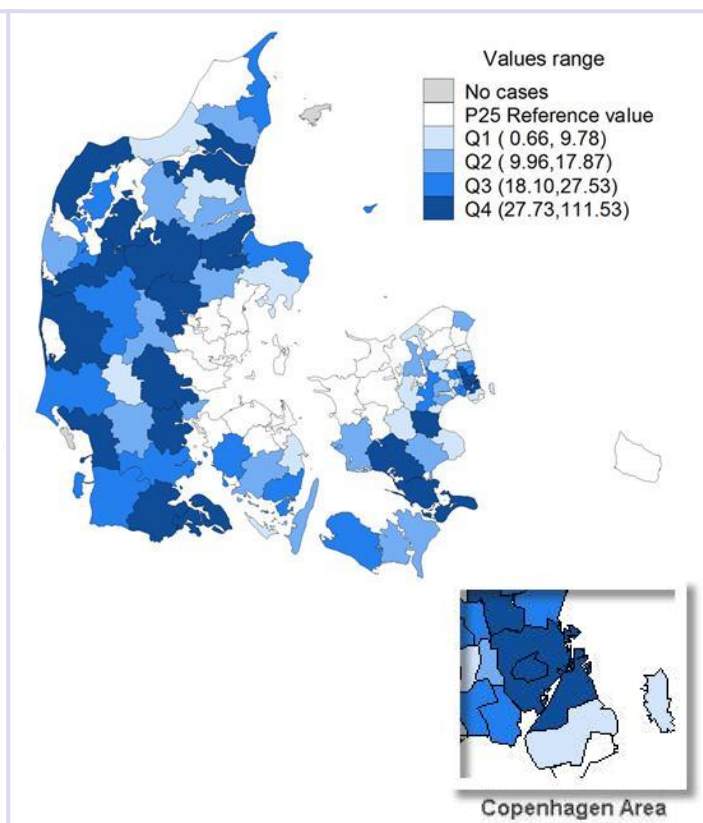 Values range
No cases
P25 Reference value
Q1 ( 0.66, 9.78)
Q2 ( 9.96,17.87)
Q3 (18.10,27.53)
Q4 (27.73,111.53)
Copenhagen Area